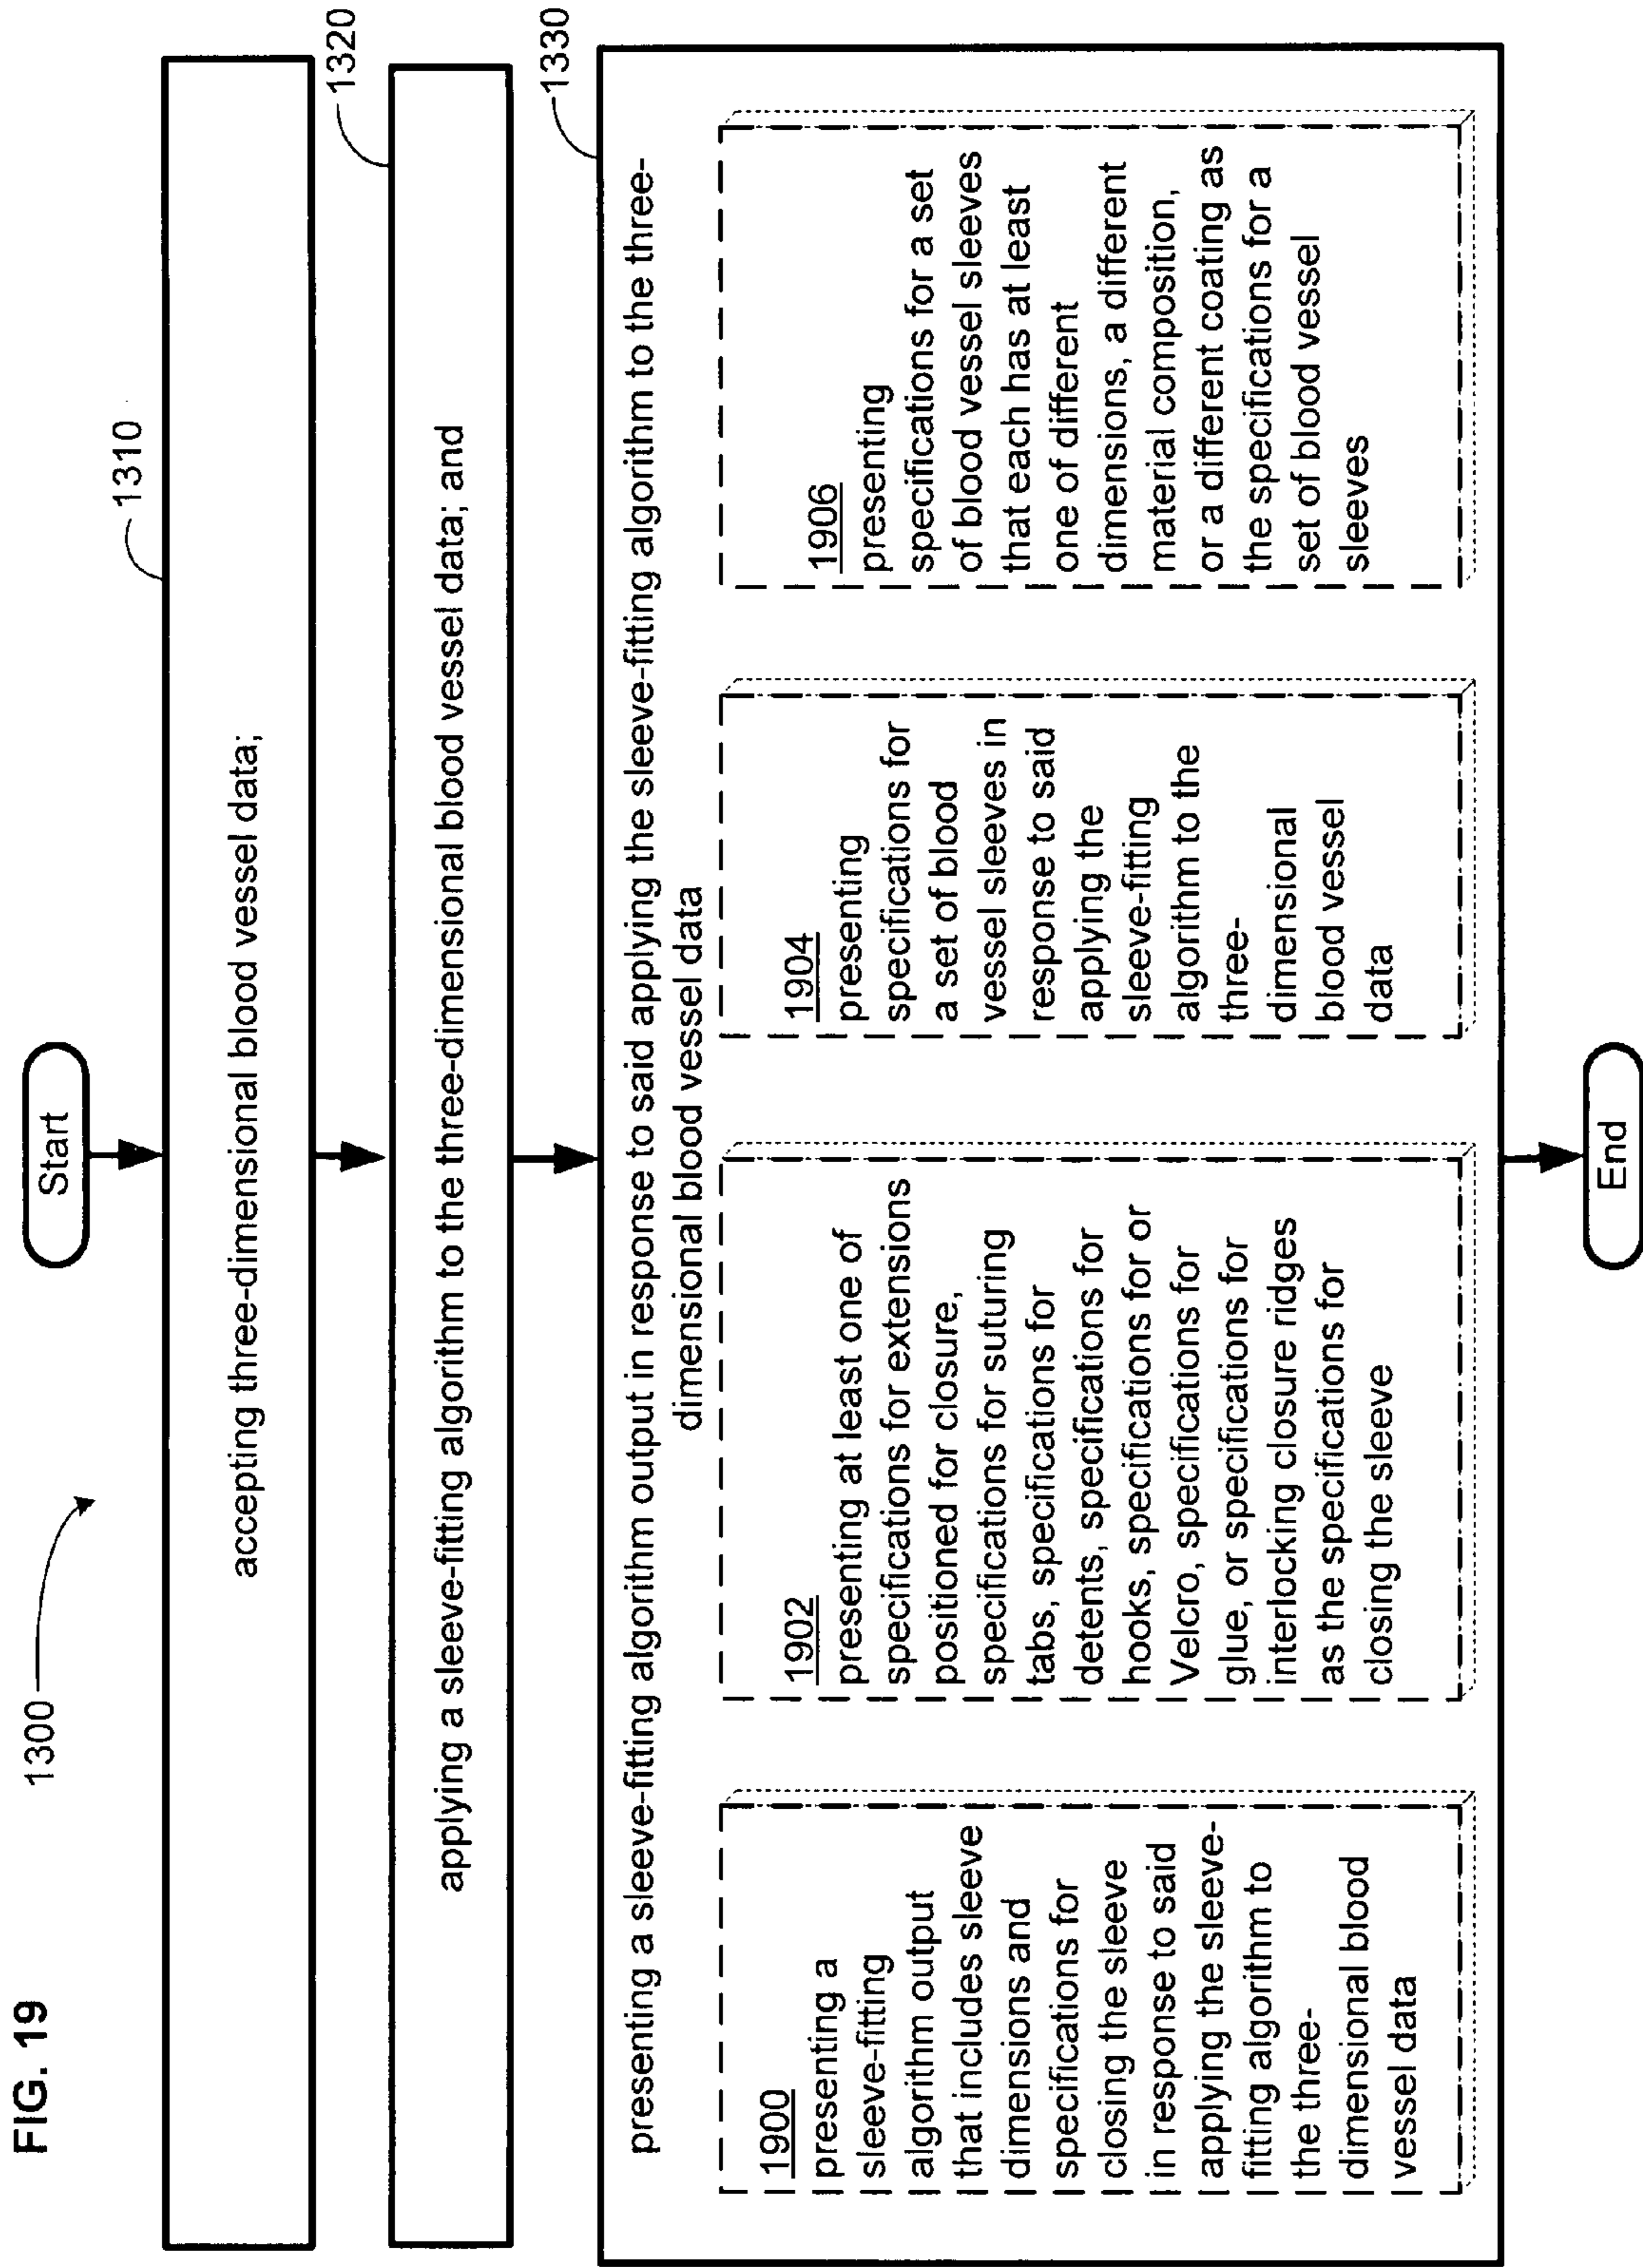 FIG. 19
1300
Start
1310
accepting three-dimensional blood vessel data;
1320
applying a sleeve-fitting algorithm to the three-dimensional blood vessel data; and
1330
presenting a sleeve-fitting algorithm output in response to said applying the sleeve-fitting algorithm to the three-
dimensional blood vessel data
1900
presenting a
sleeve-fitting
algorithm output
that includes sleeve
dimensions and
specifications for
closing the sleeve
in response to said
applying the sleeve-
fitting algorithm to
the three-
dimensional blood
vessel data
1902
presenting at least one of
specifications for extensions
positioned for closure,
specifications for suturing
tabs, specifications for
detents, specifications for
hooks, specifications for or
Velcro, specifications for
glue, or specifications for
interlocking closure ridges
as the specifications for
closing the sleeve
1904
presenting
specifications for
a set of blood
vessel sleeves in
response to said
applying the
sleeve-fitting
algorithm to the
three-
dimensional
blood vessel
data
1906
presenting
specifications for a set
of blood vessel sleeves
that each has at least
one of different
dimensions, a different
material composition,
or a different coating as
the specifications for a
set of blood vessel
sleeves
End